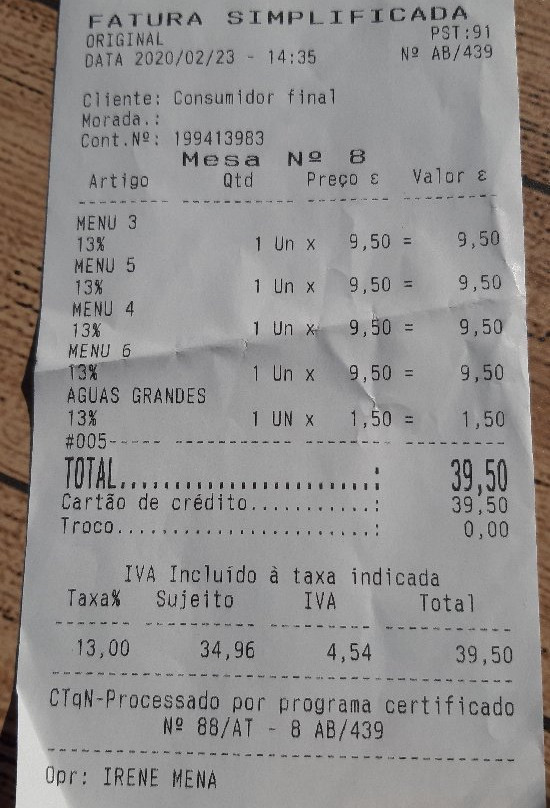 FATURA SIMPLIFICADA
ORIGINAL PST:91
DATA 2020/02/23 - 14:35 Nº AB/439
Cliente: Consumidor final
Morada.:
Cont.Nº: 199413983
Mesa Nº 8
Artigo Qtd Preço ε Valor ε
MENU 3
13% 1 Un x 9,50 = 9,50
MENU 5
13% 1 Un x 9,50 = 9,50
MENU 4
13% 1 Un x 9,50 = 9,50
MENU 6
13% 1 Un x 9,50 = 9,50
AGUAS GRANDES
13% 1 UN x 1,50 = 1,50
#005----- ----------- --------- ----------
TOTAL........................: 39,50
Cartão de crédito...........: 39,50
Troco.......................: 0,00
IVA Incluído à taxa indicada
Taxa% Sujeito IVA Total
13,00 34,96 4,54 39,50
CTqN-Processado por programa certificado
Nº 88/AT - 8 AB/439
Opr: IRENE MENA